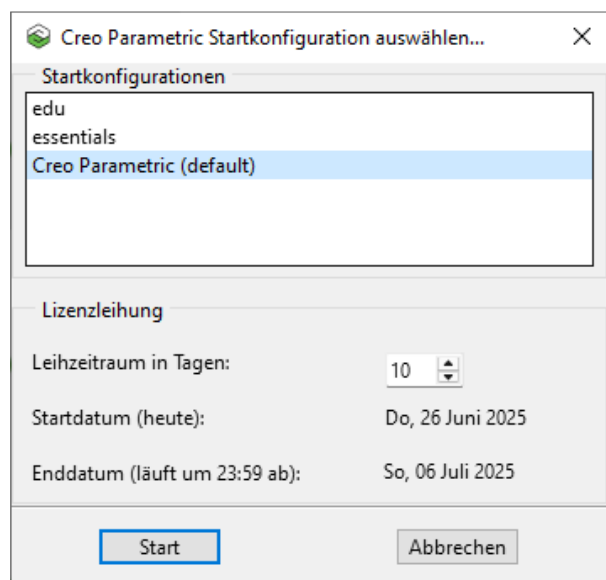 Creo Parametric Startkonfiguration auswählen...
Startkonfigurationen
edu
essentials
Creo Parametric (default)
Lizenzleihung
Leihzeitraum in Tagen: 10
Startdatum (heute): Do, 26 Juni 2025
Enddatum (läuft um 23:59 ab): So, 06 Juli 2025
Start Abbrechen